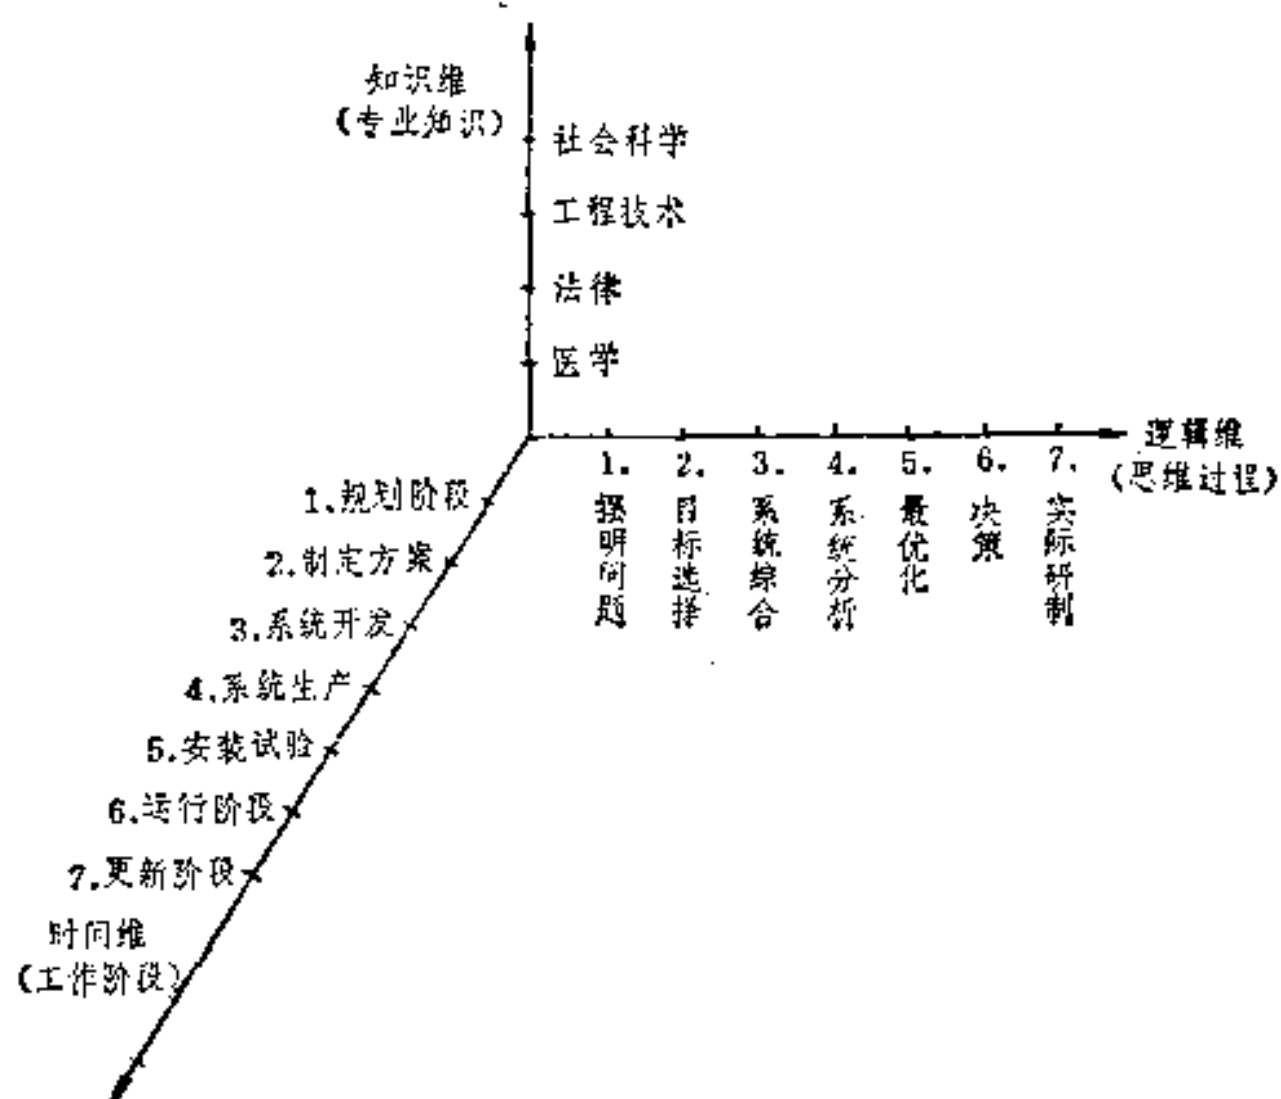 知识维
(专业知识)
社会科学
工程技术
法律
医学
逻辑维
(思维过程)
1.
摆明问题
2.
目标选择
3.
系统综合
4.
系统分析
5.
最优化
6.
决策
7.
实际研制
1.规划阶段
2.制定方案
3.系统开发
4.系统生产
5.安装试验
6.运行阶段
7.更新阶段
时间维
(工作阶段)